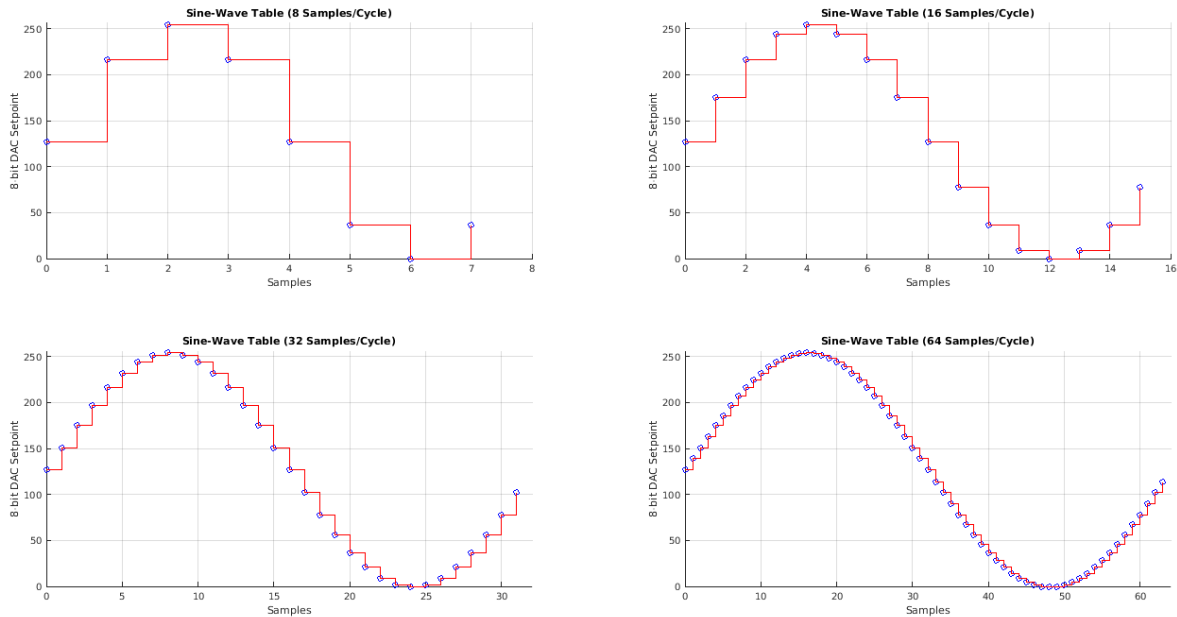 Sine-Wave Table (8 Samples/Cycle)
8-bit DAC Setpoint
250
200
150
100
50
0
0 1 2 3 4 5 6 7 8
Samples
Sine-Wave Table (16 Samples/Cycle)
8-bit DAC Setpoint
250
200
150
100
50
0
0 2 4 6 8 10 12 14 16
Samples
Sine-Wave Table (32 Samples/Cycle)
8-bit DAC Setpoint
250
200
150
100
50
0
0 5 10 15 20 25 30
Samples
Sine-Wave Table (64 Samples/Cycle)
8-bit DAC Setpoint
250
200
150
100
50
0
0 10 20 30 40 50 60
Samples